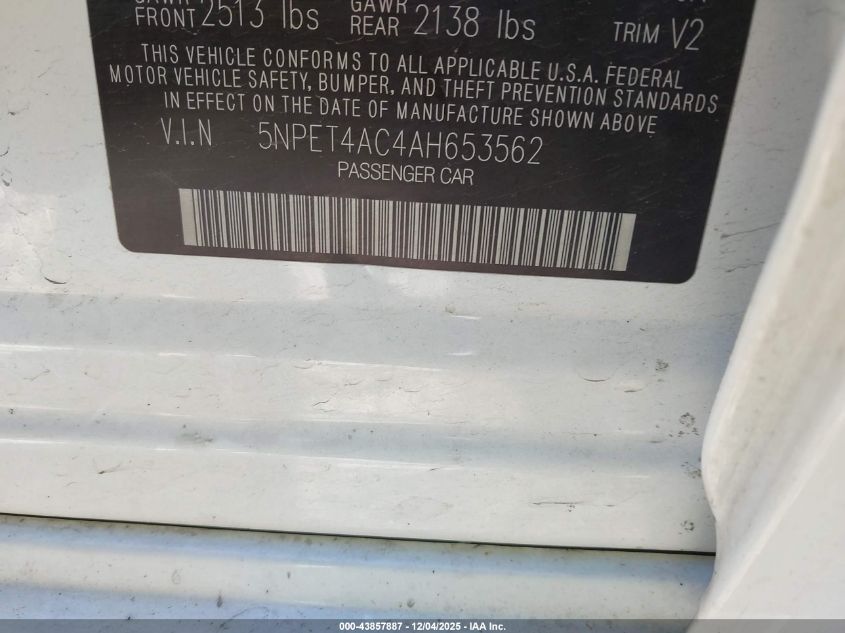 FRONT 2513 lbs GAWR REAR 2138 lbs TRIM V2
THIS VEHICLE CONFORMS TO ALL APPLICABLE U.S.A. FEDERAL
MOTOR VEHICLE SAFETY, BUMPER, AND THEFT PREVENTION STANDARDS
IN EFFECT ON THE DATE OF MANUFACTURE SHOWN ABOVE
V.I.N 5NPET4AC4AH653562
PASSENGER CAR
000-43857887 - 12/04/2025 - IAA Inc.